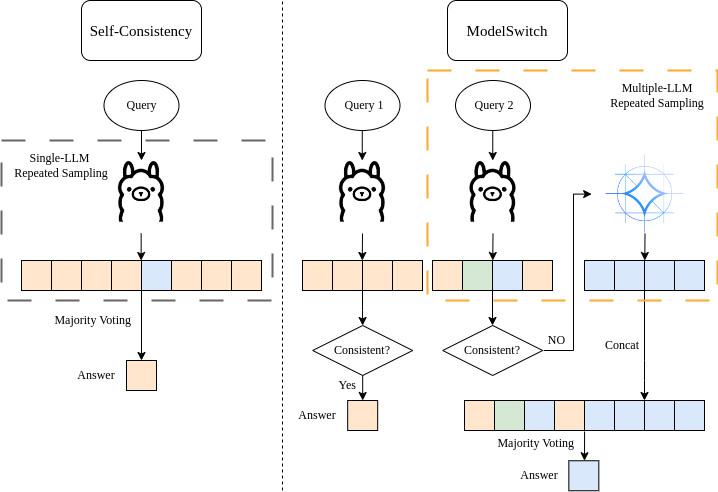 Self-Consistency
ModelSwitch
Query
Single-LLM
Repeated Sampling
Majority Voting
Answer
Query 1
Query 2
Multiple-LLM
Repeated Sampling
Consistent?
Yes
Answer
Consistent?
NO
Concat
Majority Voting
Answer